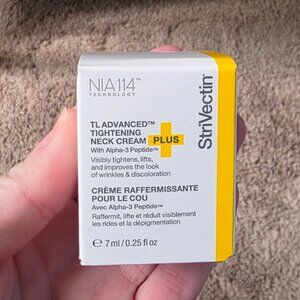 NIA114™
TECHNOLOGY
TL ADVANCED™
TIGHTENING
NECK CREAM PLUS
With Alpha-3 Peptide™
Visibly tightens, lifts,
and improves the look
of wrinkles & discoloration
CRÈME RAFFERMISSANTE
POUR LE COU
Avec Alpha-3 Peptide™
Raffermit, lifte et réduit visiblement
les rides et la dépigmentation
e 7 ml / 0.25 fl oz
StriVectin®